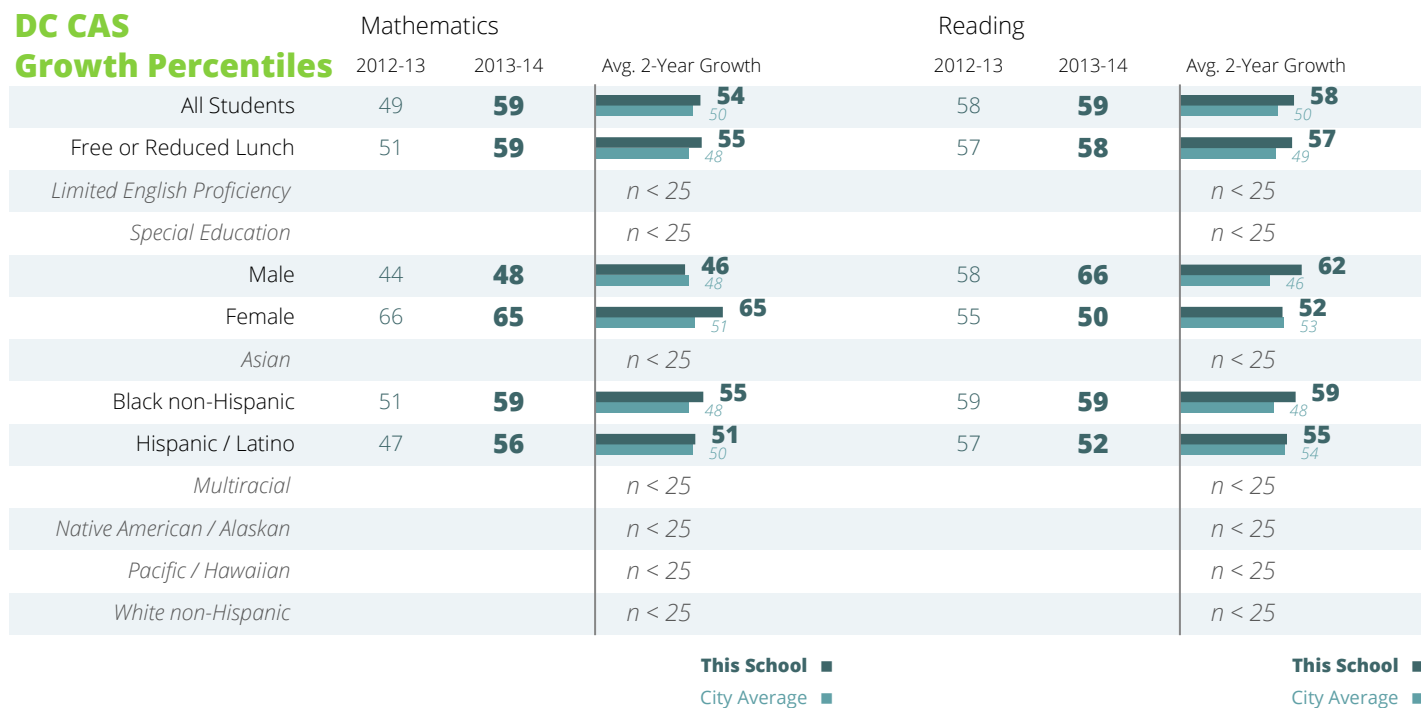 DC CAS
Growth Percentiles
Mathematics Reading
2012-13 2013-14 Avg. 2-Year Growth 2012-13 2013-14 Avg. 2-Year Growth
All Students 49 59 54 50 58 59 58 50
Free or Reduced Lunch 51 59 55 48 57 58 57 49
Limited English Proficiency n < 25 n < 25
Special Education n < 25 n < 25
Male 44 48 46 48 58 66 62 46
Female 66 65 65 51 55 50 52 53
Asian n < 25 n < 25
Black non-Hispanic 51 59 55 48 59 59 59 48
Hispanic / Latino 47 56 51 50 57 52 55 54
Multiracial n < 25 n < 25
Native American / Alaskan n < 25 n < 25
Pacific / Hawaiian n < 25 n < 25
White non-Hispanic n < 25 n < 25
This School This School
City Average City Average